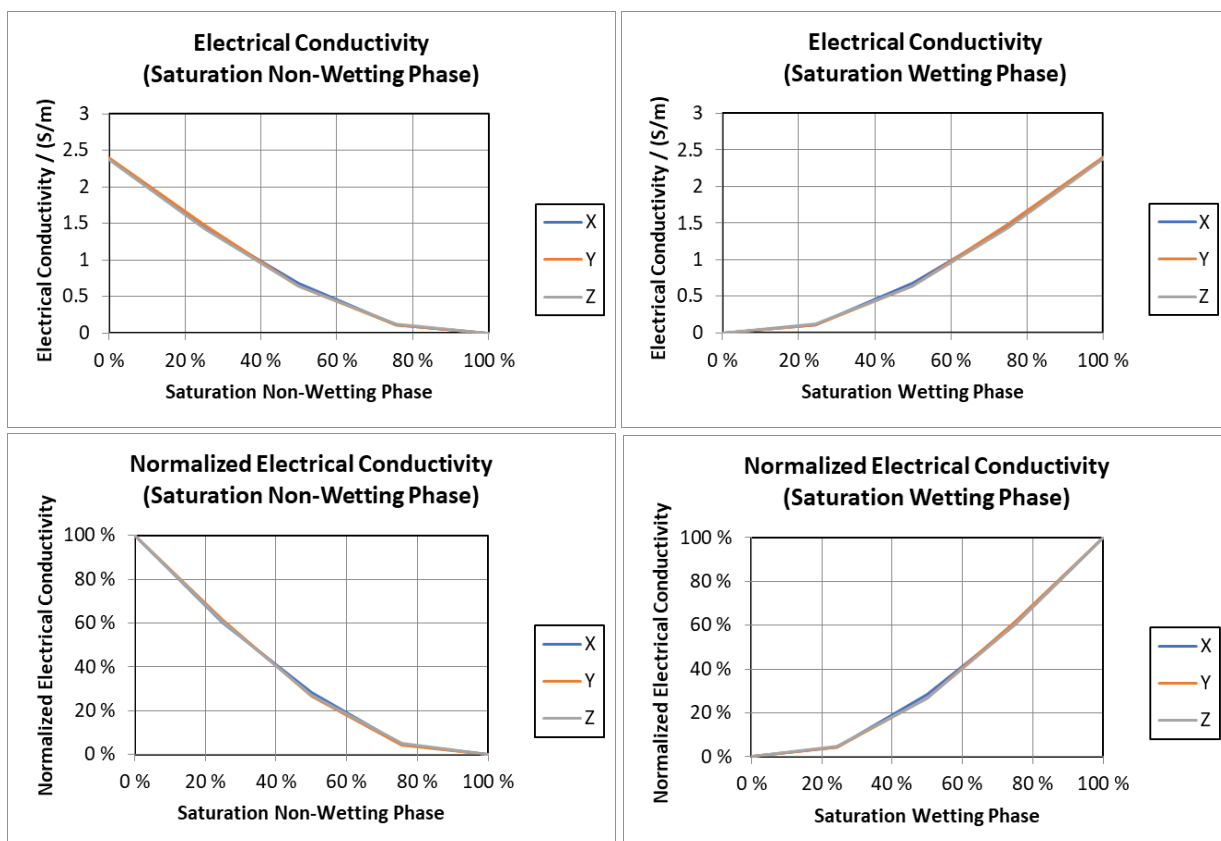 Electrical Conductivity
(Saturation Non-Wetting Phase)
Electrical Conductivity / (S/m)
3
2.5
2
1.5
1
0.5
0
0 %
20 %
40 %
60 %
80 %
100 %
Saturation Non-Wetting Phase
X
Y
Z
Electrical Conductivity
(Saturation Wetting Phase)
Electrical Conductivity / (S/m)
3
2.5
2
1.5
1
0.5
0
0 %
20 %
40 %
60 %
80 %
100 %
Saturation Wetting Phase
X
Y
Z
Normalized Electrical Conductivity
(Saturation Non-Wetting Phase)
Normalized Electrical Conductivity
100 %
80 %
60 %
40 %
20 %
0 %
0 %
20 %
40 %
60 %
80 %
100 %
Saturation Non-Wetting Phase
X
Y
Z
Normalized Electrical Conductivity
(Saturation Wetting Phase)
Normalized Electrical Conductivity
100 %
80 %
60 %
40 %
20 %
0 %
0 %
20 %
40 %
60 %
80 %
100 %
Saturation Wetting Phase
X
Y
Z